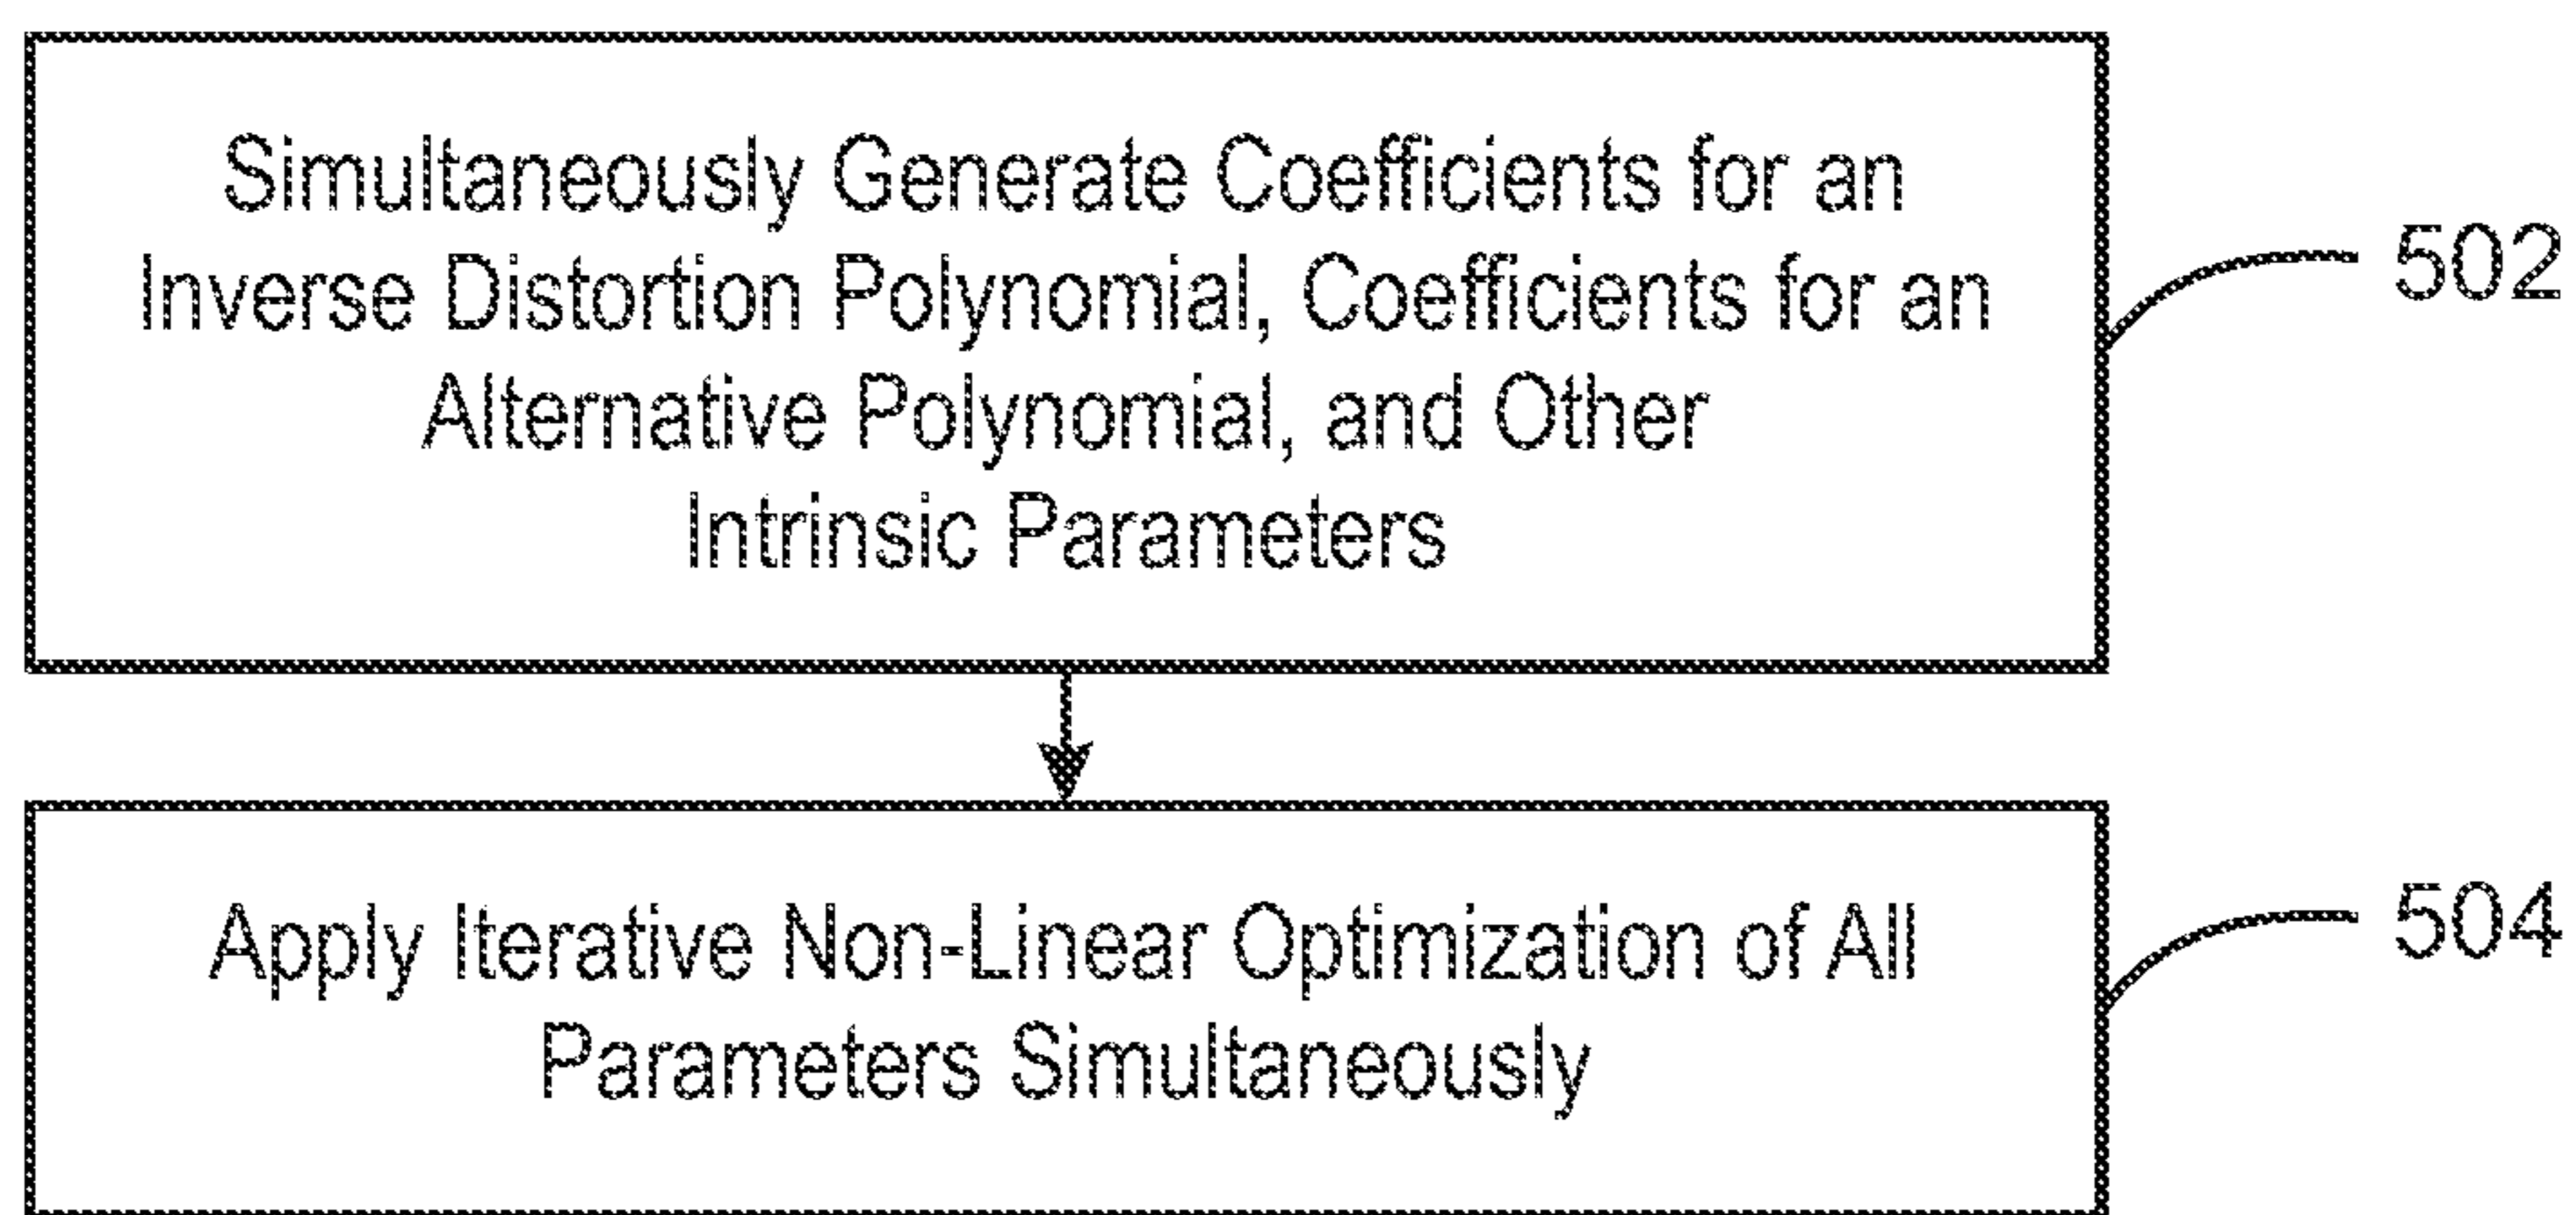 Simultaneously Generate Coefficients for an
Inverse Distortion Polynomial, Coefficients for an
Alternative Polynomial, and Other
Intrinsic Parameters
502
Apply Iterative Non-Linear Optimization of All
Parameters Simultaneously
504